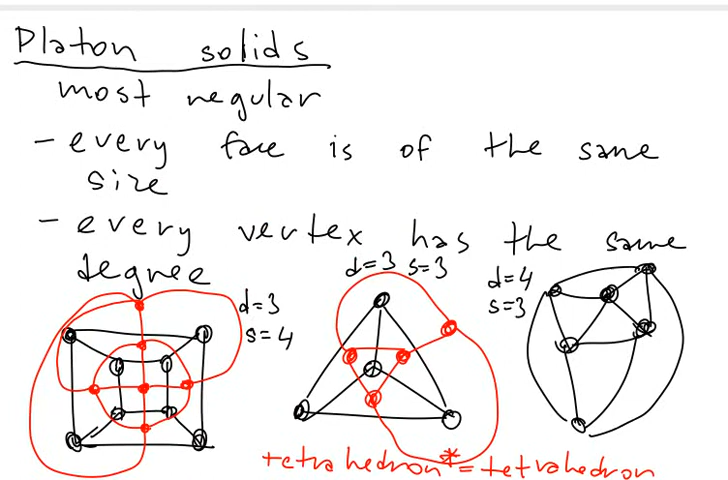 Platon solids
most regular
- every face is of the same
size
- every vertex has the same
degree
d=3 s=3
d=4
s=3
d=3
s=4
tetrahedron* = tetrahedron